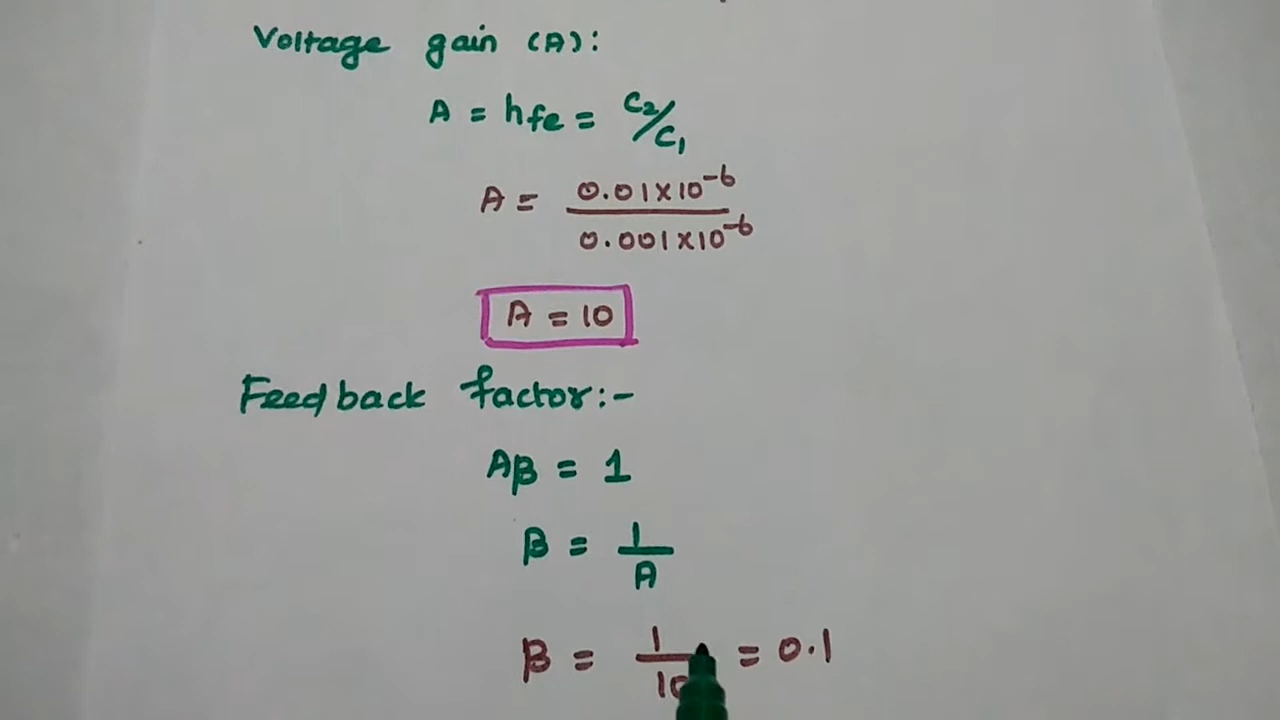 Voltage gain (A):
A = hfe = C2/C1
A = 0.01×10^-6 / 0.001×10^-6
A = 10
Feedback factor:-
Aβ = 1
β = 1/A
β = 1/10 = 0.1